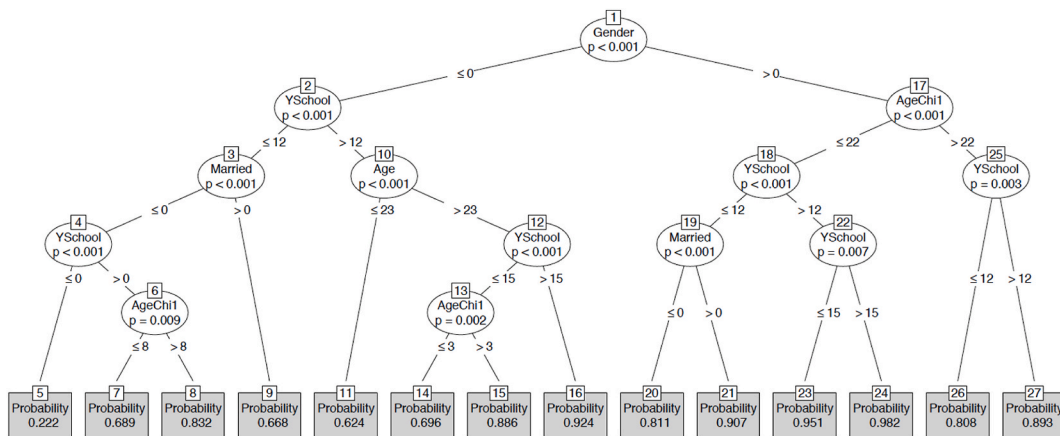 1
Gender
p < 0.001
≤ 0
> 0
2
YSchool
p < 0.001
17
AgeChi1
p < 0.001
≤ 12
> 12
≤ 22
> 22
3
Married
p < 0.001
10
Age
p < 0.001
18
YSchool
p < 0.001
25
YSchool
p = 0.003
≤ 0
> 0
≤ 23
> 23
≤ 12
> 12
4
YSchool
p < 0.001
12
YSchool
p < 0.001
19
Married
p < 0.001
22
YSchool
p = 0.007
≤ 0
> 0
≤ 15
> 15
≤ 12
> 12
6
AgeChi1
p = 0.009
13
AgeChi1
p = 0.002
≤ 0
> 0
≤ 15
> 15
≤ 8
> 8
≤ 3
> 3
5
Probability
0.222
7
Probability
0.689
8
Probability
0.832
9
Probability
0.668
11
Probability
0.624
14
Probability
0.696
15
Probability
0.886
16
Probability
0.924
20
Probability
0.811
21
Probability
0.907
23
Probability
0.951
24
Probability
0.982
26
Probability
0.808
27
Probability
0.893